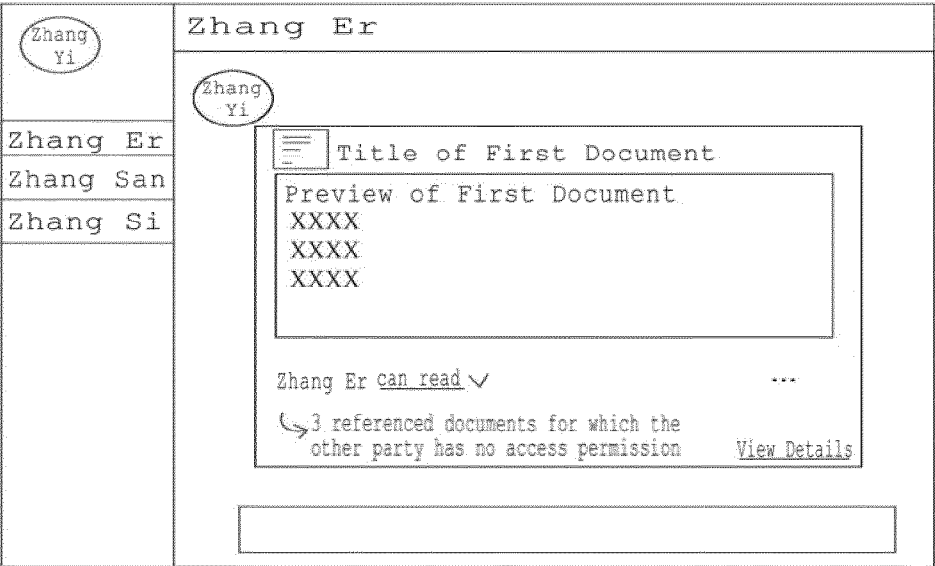 Zhang
Yi
Zhang Er
Zhang San
Zhang Si
Zhang Er
Zhang
Yi
Title of First Document
Preview of First Document
XXXX
XXXX
XXXX
Zhang Er can read
...
3 referenced documents for which the
other party has no access permission
View Details